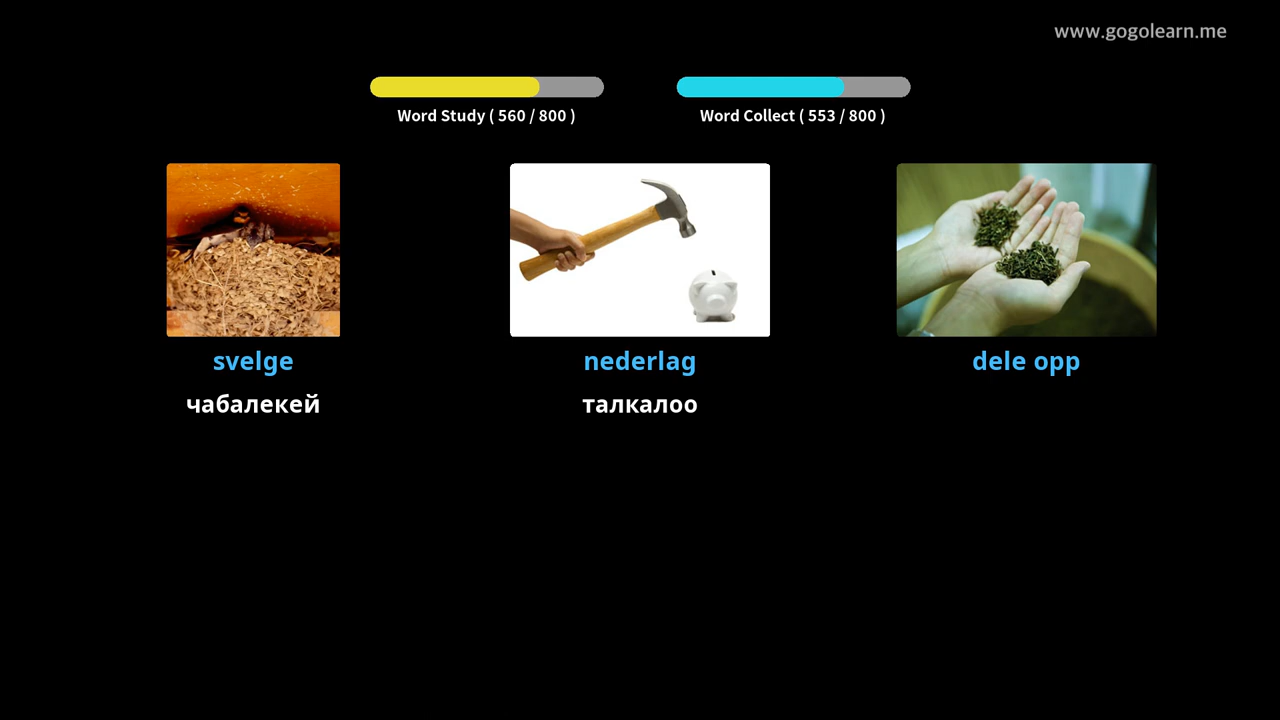 www.gogolearn.me
Word Study ( 560 / 800 )
Word Collect ( 553 / 800 )
svelge
чабалекей
nederlag
талкалоо
dele opp